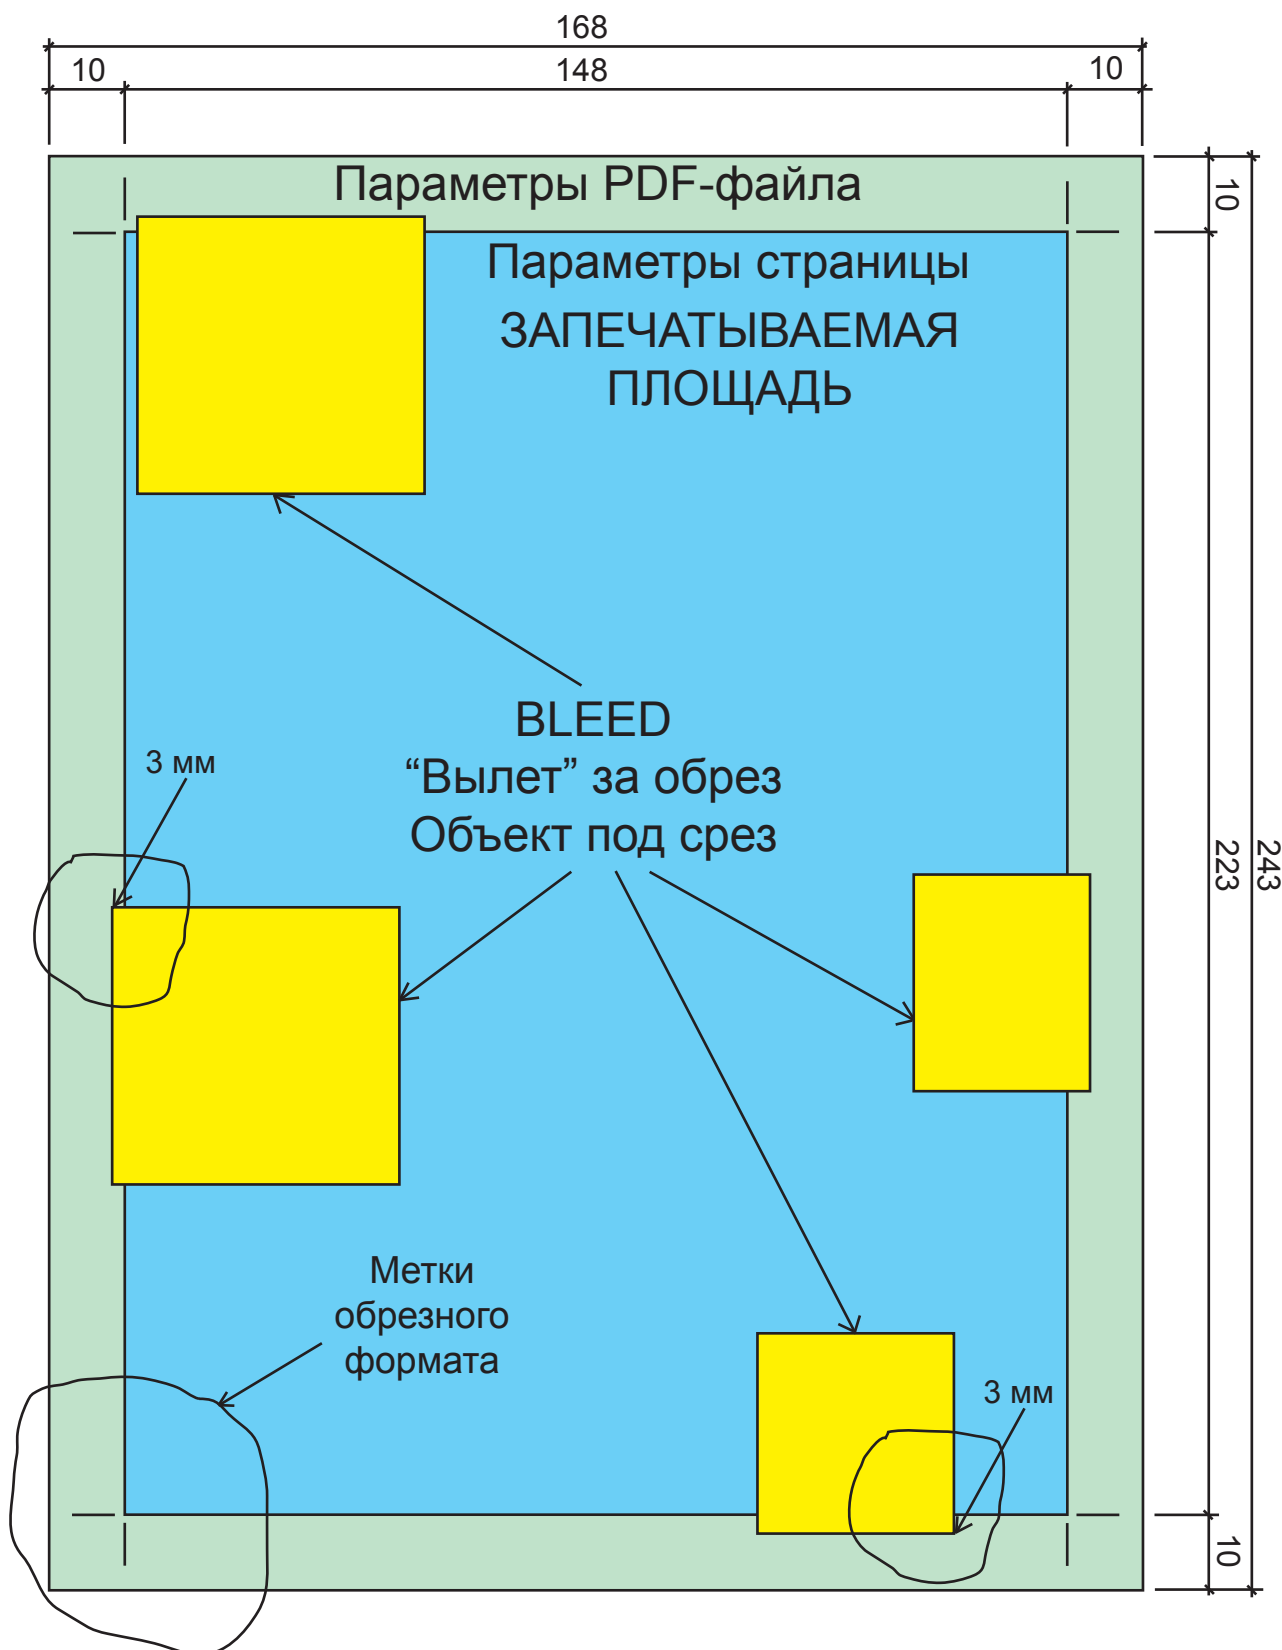 168
10
148
10
Параметры PDF-файла
10
Параметры страницы
ЗАПЕЧАТЫВАЕМАЯ
ПЛОЩАДЬ
BLEED
“Вылет” за обрез
Объект под срез
3 мм
223
243
Метки
обрезного
формата
3 мм
10